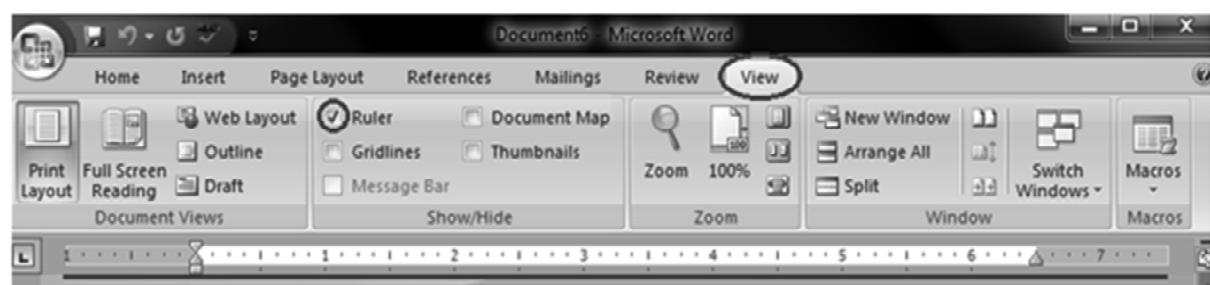 Document6 - Microsoft Word
Home Insert Page Layout References Mailings Review View
Print Layout
Full Screen Reading
Web Layout
Outline
Draft
Document Views
Ruler
Gridlines
Message Bar
Document Map
Thumbnails
Show/Hide
Zoom
100
100%
Zoom
New Window
Arrange All
Split
Switch Windows
Window
Macros
Macros
L 1 1 2 3 4 5 6 7